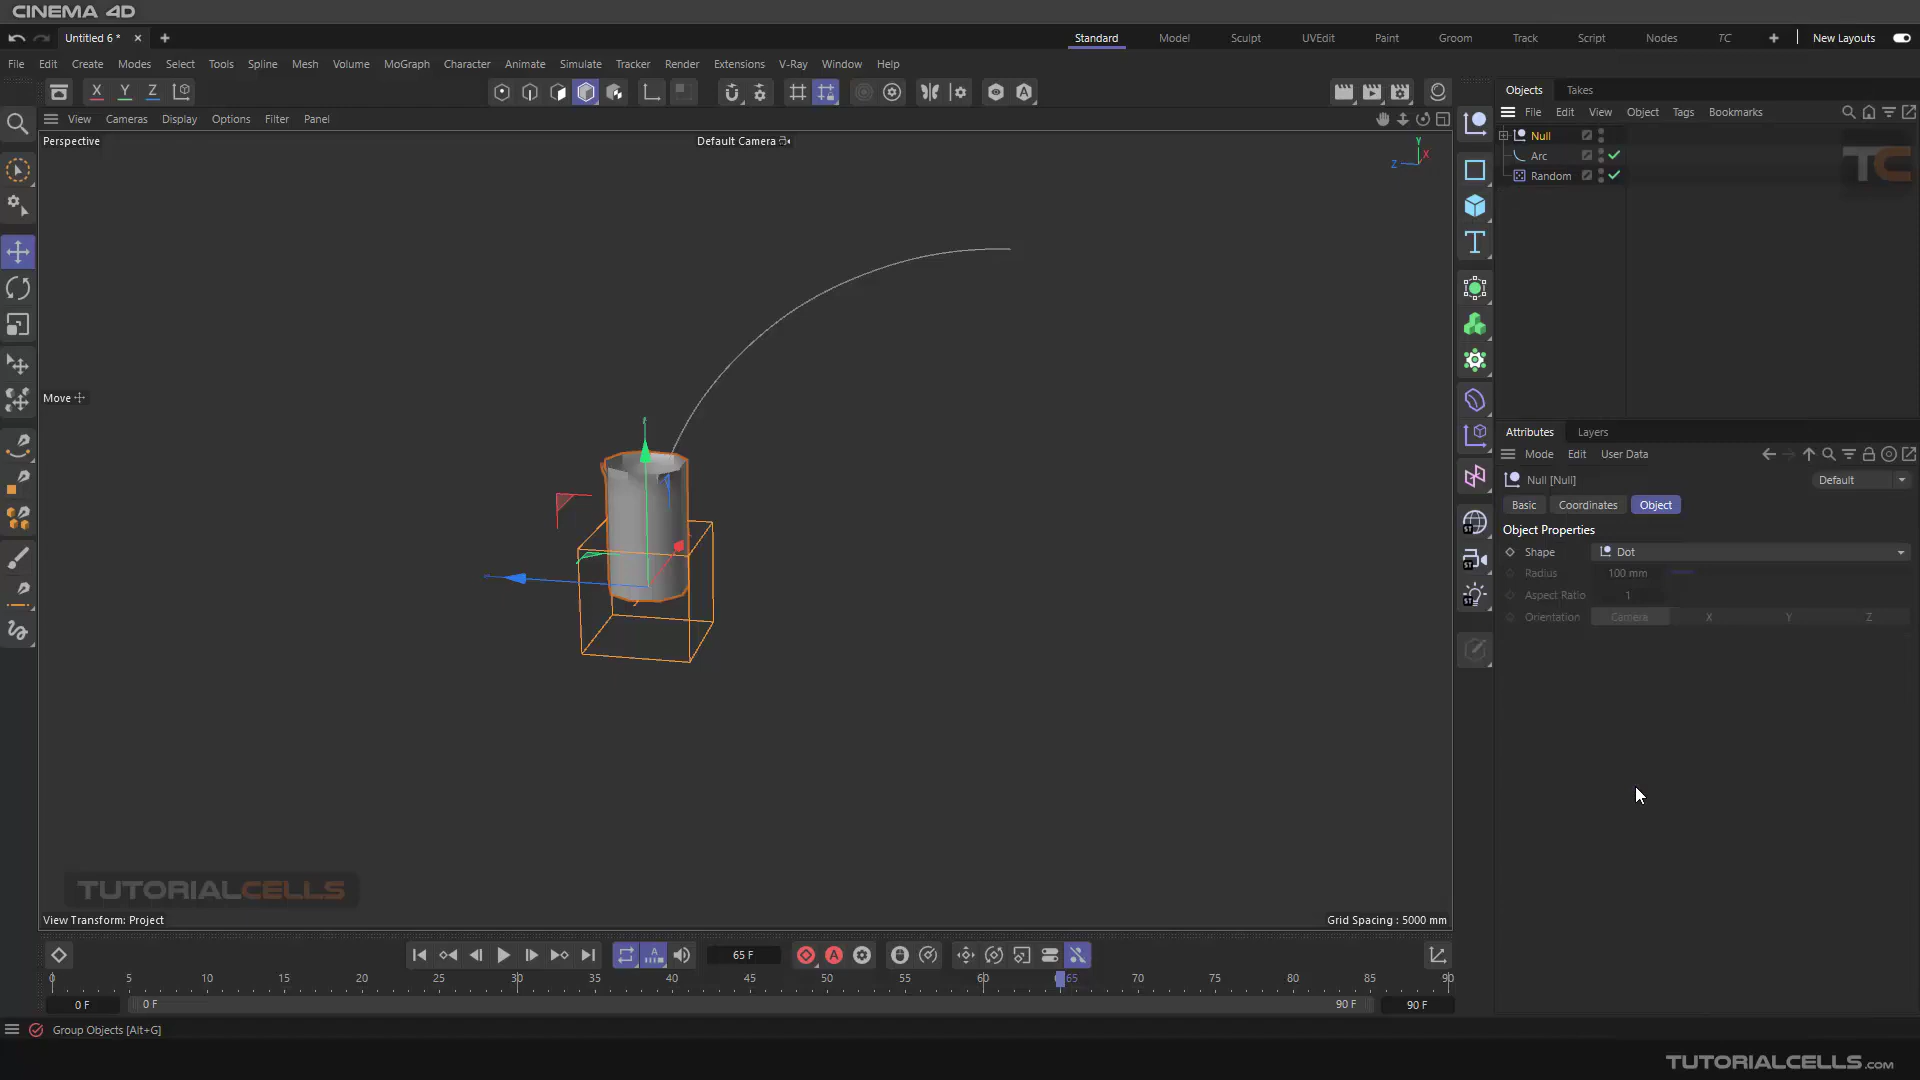 CINEMA 4D
Untitled 6 *
Standard
Model
Sculpt
UVEdit
Paint
Groom
Track
Script
Nodes
TC
New Layouts
File Edit Create Modes Select Tools Spline Mesh Volume MoGraph Character Animate Simulate Tracker Render Extensions V-Ray Window Help
X Y Z
Objects Takes
File Edit View Object Tags Bookmarks
View Cameras Display Options Filter Panel
Perspective
Default Camera
Y
X
Z
Null
Arc
Random
TC
Move
Attributes Layers
Mode Edit User Data
Null [Null]
Default
Basic Coordinates Object
Object Properties
Shape Dot
Radius 100 mm
Aspect Ratio 1
Orientation Camera X Y Z
TUTORIALCELLS
View Transform: Project
Grid Spacing : 5000 mm
65 F
0 5 10 15 20 25 30 35 40 45 50 55 60 65 70 75 80 85 90
0 F 0 F 90 F 90 F
Group Objects [Alt+G]
TUTORIALCELLS.COM